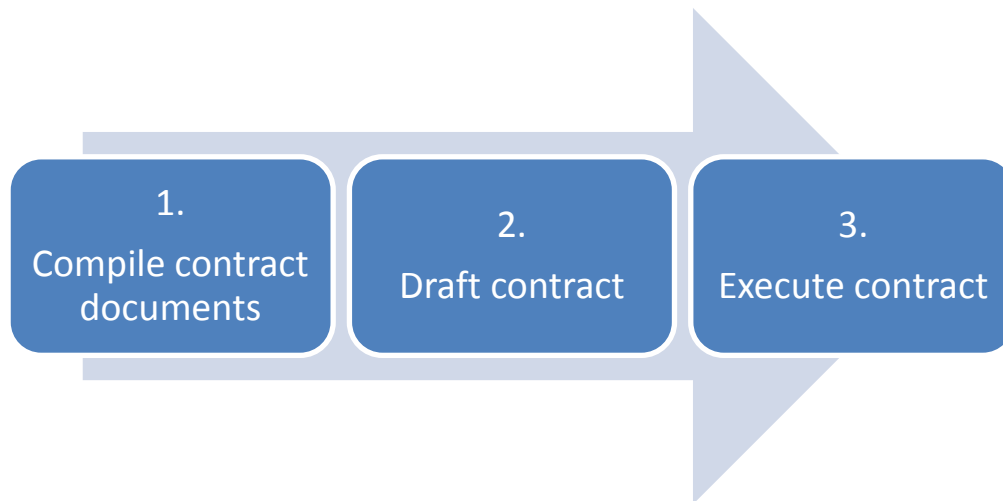 1.
Compile contract
documents
2.
Draft contract
3.
Execute contract